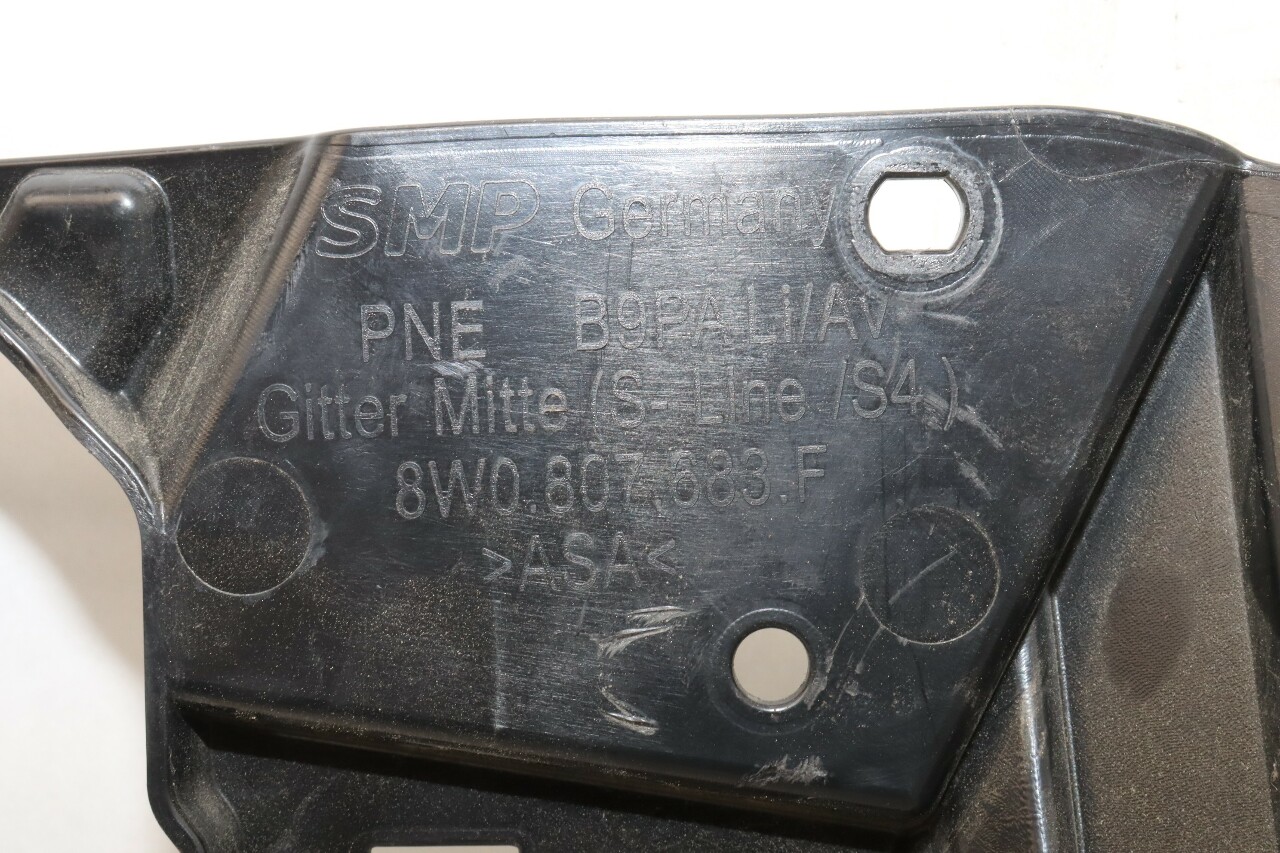 SMP Germany
PNE B9PA Li/Av
Gitter Mitte (S- Line /S4 )
8W0.807.683.F
>ASA<